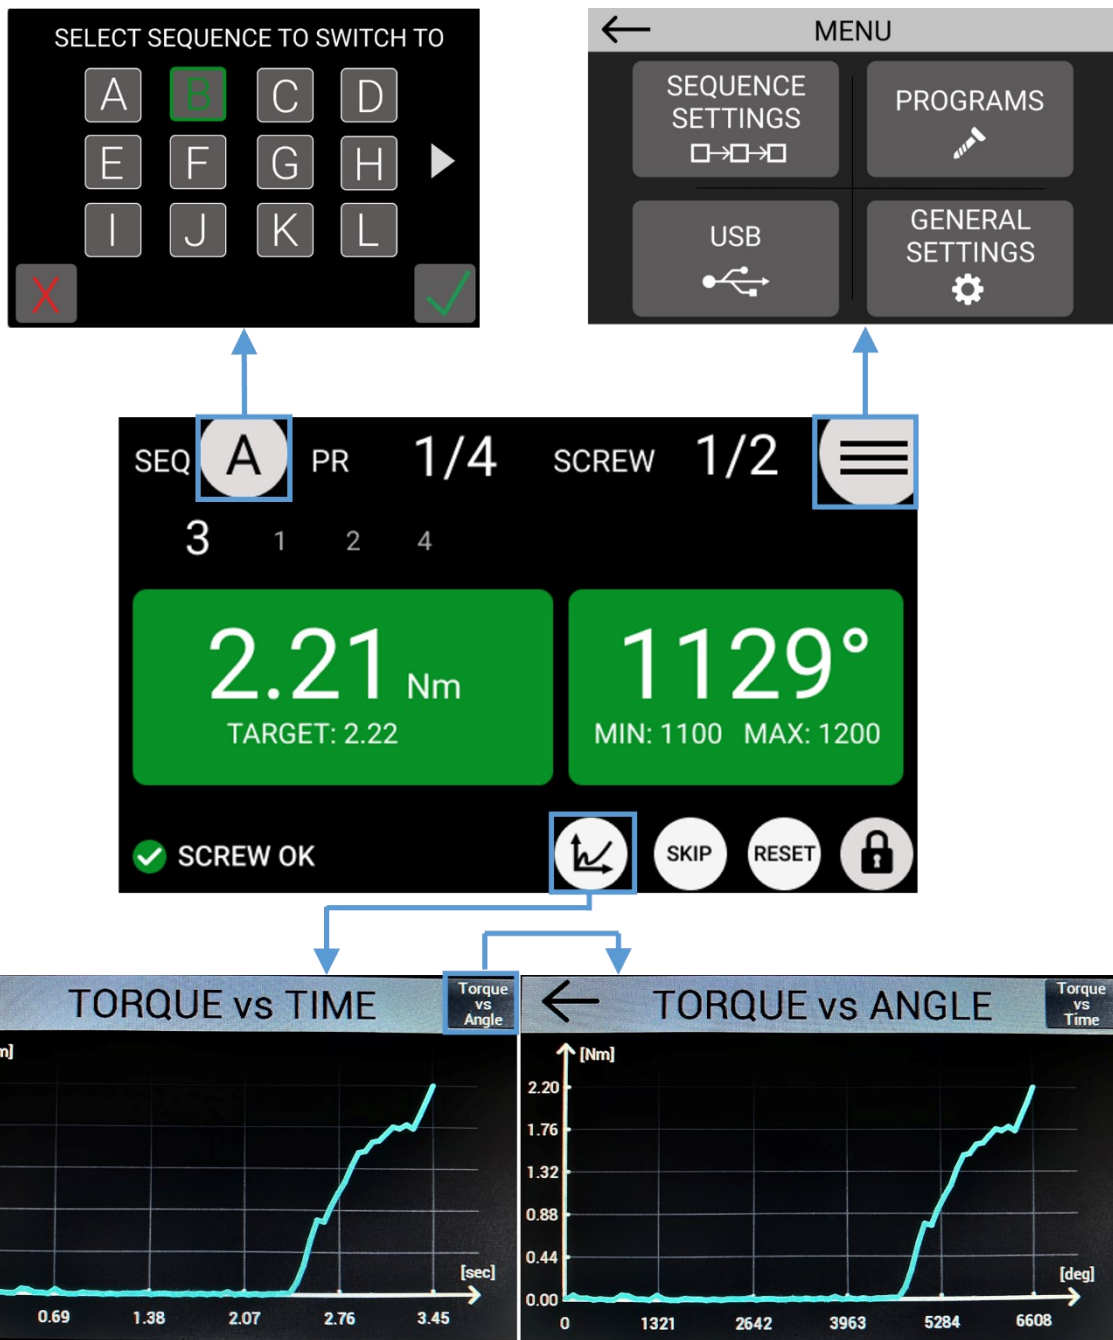 SELECT SEQUENCE TO SWITCH TO
A B C D
E F G H
I J K L
X
MENU
SEQUENCE
SETTINGS
PROGRAMS
USB
GENERAL
SETTINGS
SEQ A PR 1/4 SCREW 1/2
3 1 2 4
2.21 Nm
TARGET: 2.22
1129°
MIN: 1100 MAX: 1200
SCREW OK
SKIP
RESET
TORQUE vs TIME
Torque
vs
Angle
m]
[sec]
0.69 1.38 2.07 2.76 3.45
TORQUE vs ANGLE
Torque
vs
Time
[Nm]
2.20
1.76
1.32
0.88
0.44
0.00
[deg]
0 1321 2642 3963 5284 6608